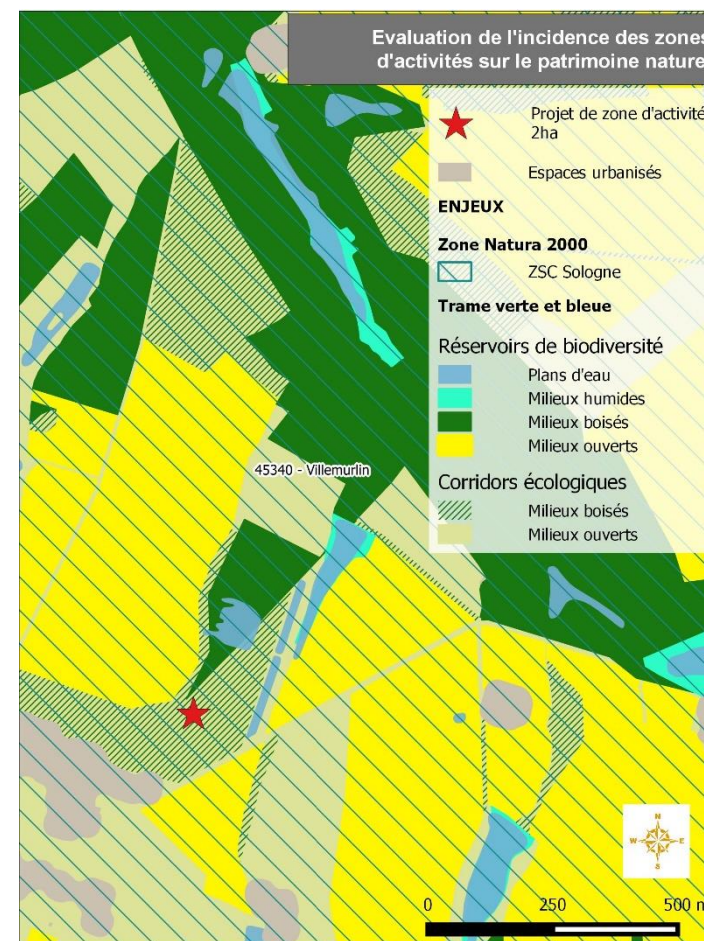 Evaluation de l'incidence des zones
d'activités sur le patrimoine nature
Projet de zone d'activité
2ha
Espaces urbanisés
ENJEUX
Zone Natura 2000
ZSC Sologne
Trame verte et bleue
Réservoirs de biodiversité
Plans d'eau
Milieux humides
Milieux boisés
Milieux ouverts
Corridors écologiques
Milieux boisés
Milieux ouverts
45340 - Villemurlin
N
W E
S
0 250 500 m